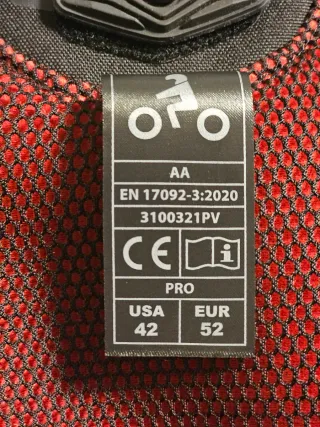 AA
EN 17092-3:2020
3100321PV
CE i
PRO
USA EUR
42 52